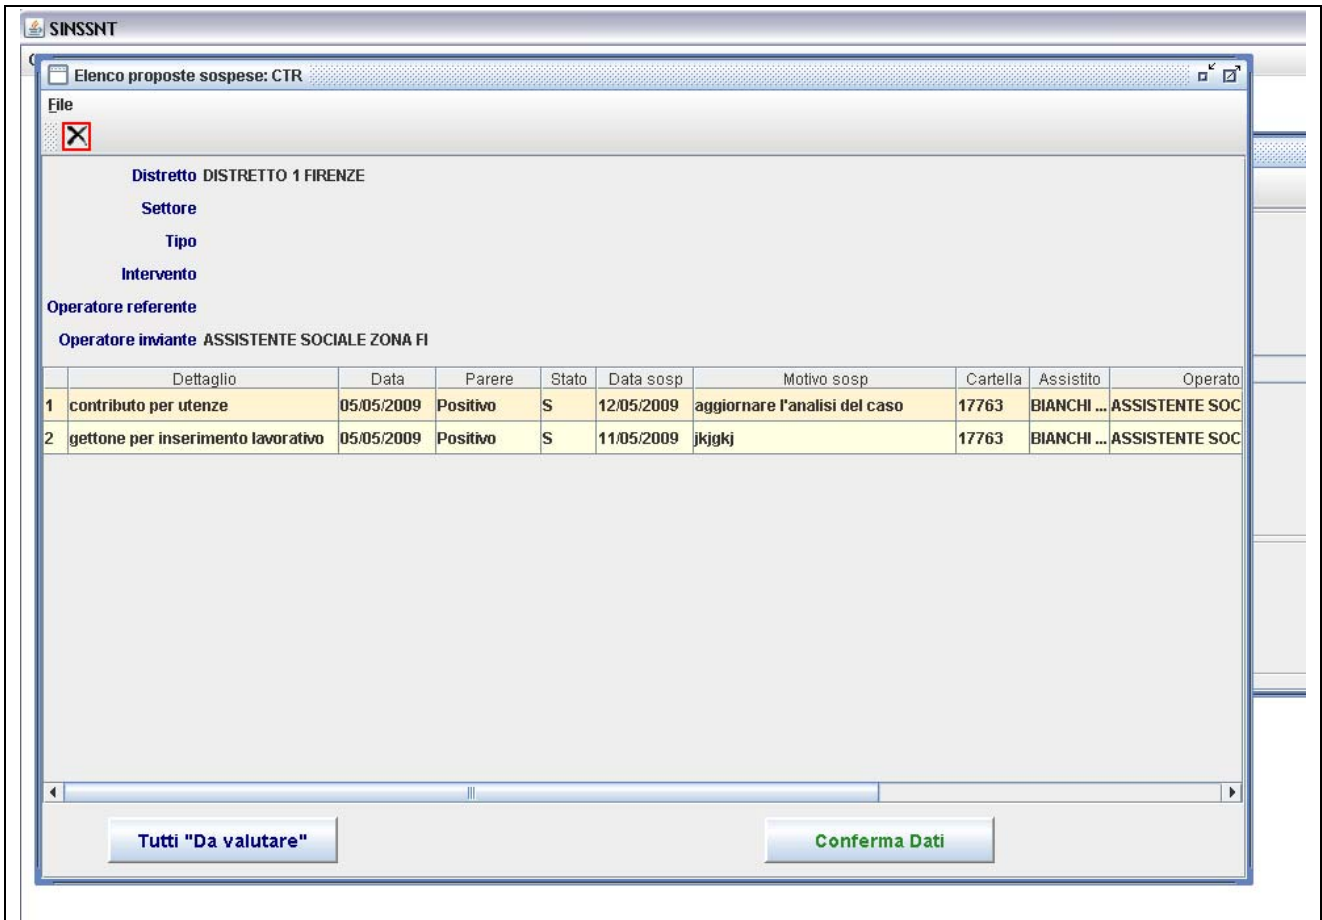 SINSSNT
Elenco proposte sospese: CTR
File
Distretto DISTRETTO 1 FIRENZE
Settore
Tipo
Intervento
Operatore referente
Operatore inviante ASSISTENTE SOCIALE ZONA FI
Dettaglio Data Parere Stato Data sosp Motivo sosp Cartella Assistito Operato
1 contributo per utenze 05/05/2009 Positivo S 12/05/2009 aggiornare l'analisi del caso 17763 BIANCHI ... ASSISTENTE SOC
2 gettone per inserimento lavorativo 05/05/2009 Positivo S 11/05/2009 jkjgkj 17763 BIANCHI ... ASSISTENTE SOC
Tutti "Da valutare" Conferma Dati